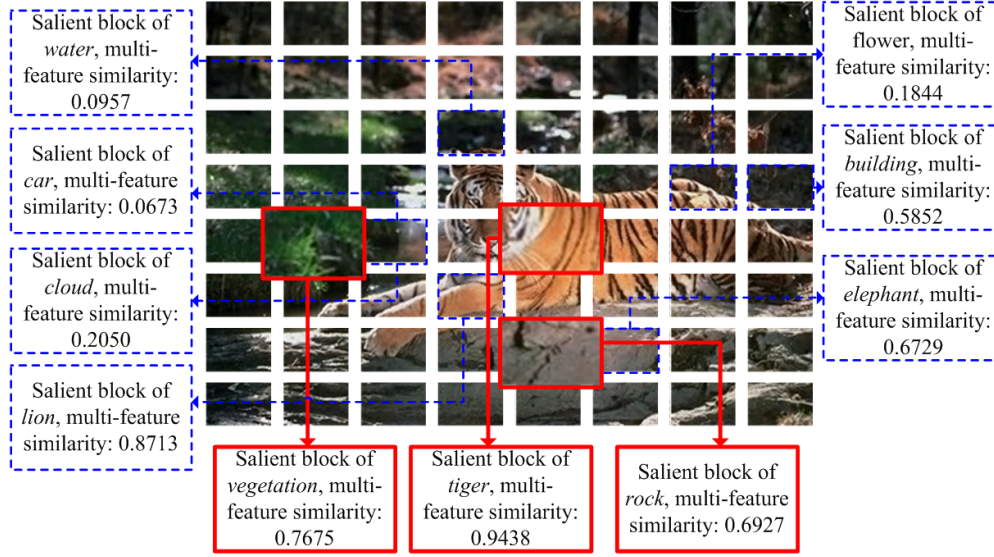 Salient block of
water, multi-
feature similarity:
0.0957
Salient block of
car, multi-feature
similarity: 0.0673
Salient block of
cloud, multi-
feature similarity:
0.2050
Salient block of
lion, multi-feature
similarity: 0.8713
Salient block of
flower, multi-
feature similarity:
0.1844
Salient block of
building, multi-
feature similarity:
0.5852
Salient block of
elephant, multi-
feature similarity:
0.6729
Salient block of
vegetation, multi-
feature similarity:
0.7675
Salient block of
tiger, multi-
feature similarity:
0.9438
Salient block of
rock, multi-feature
similarity: 0.6927